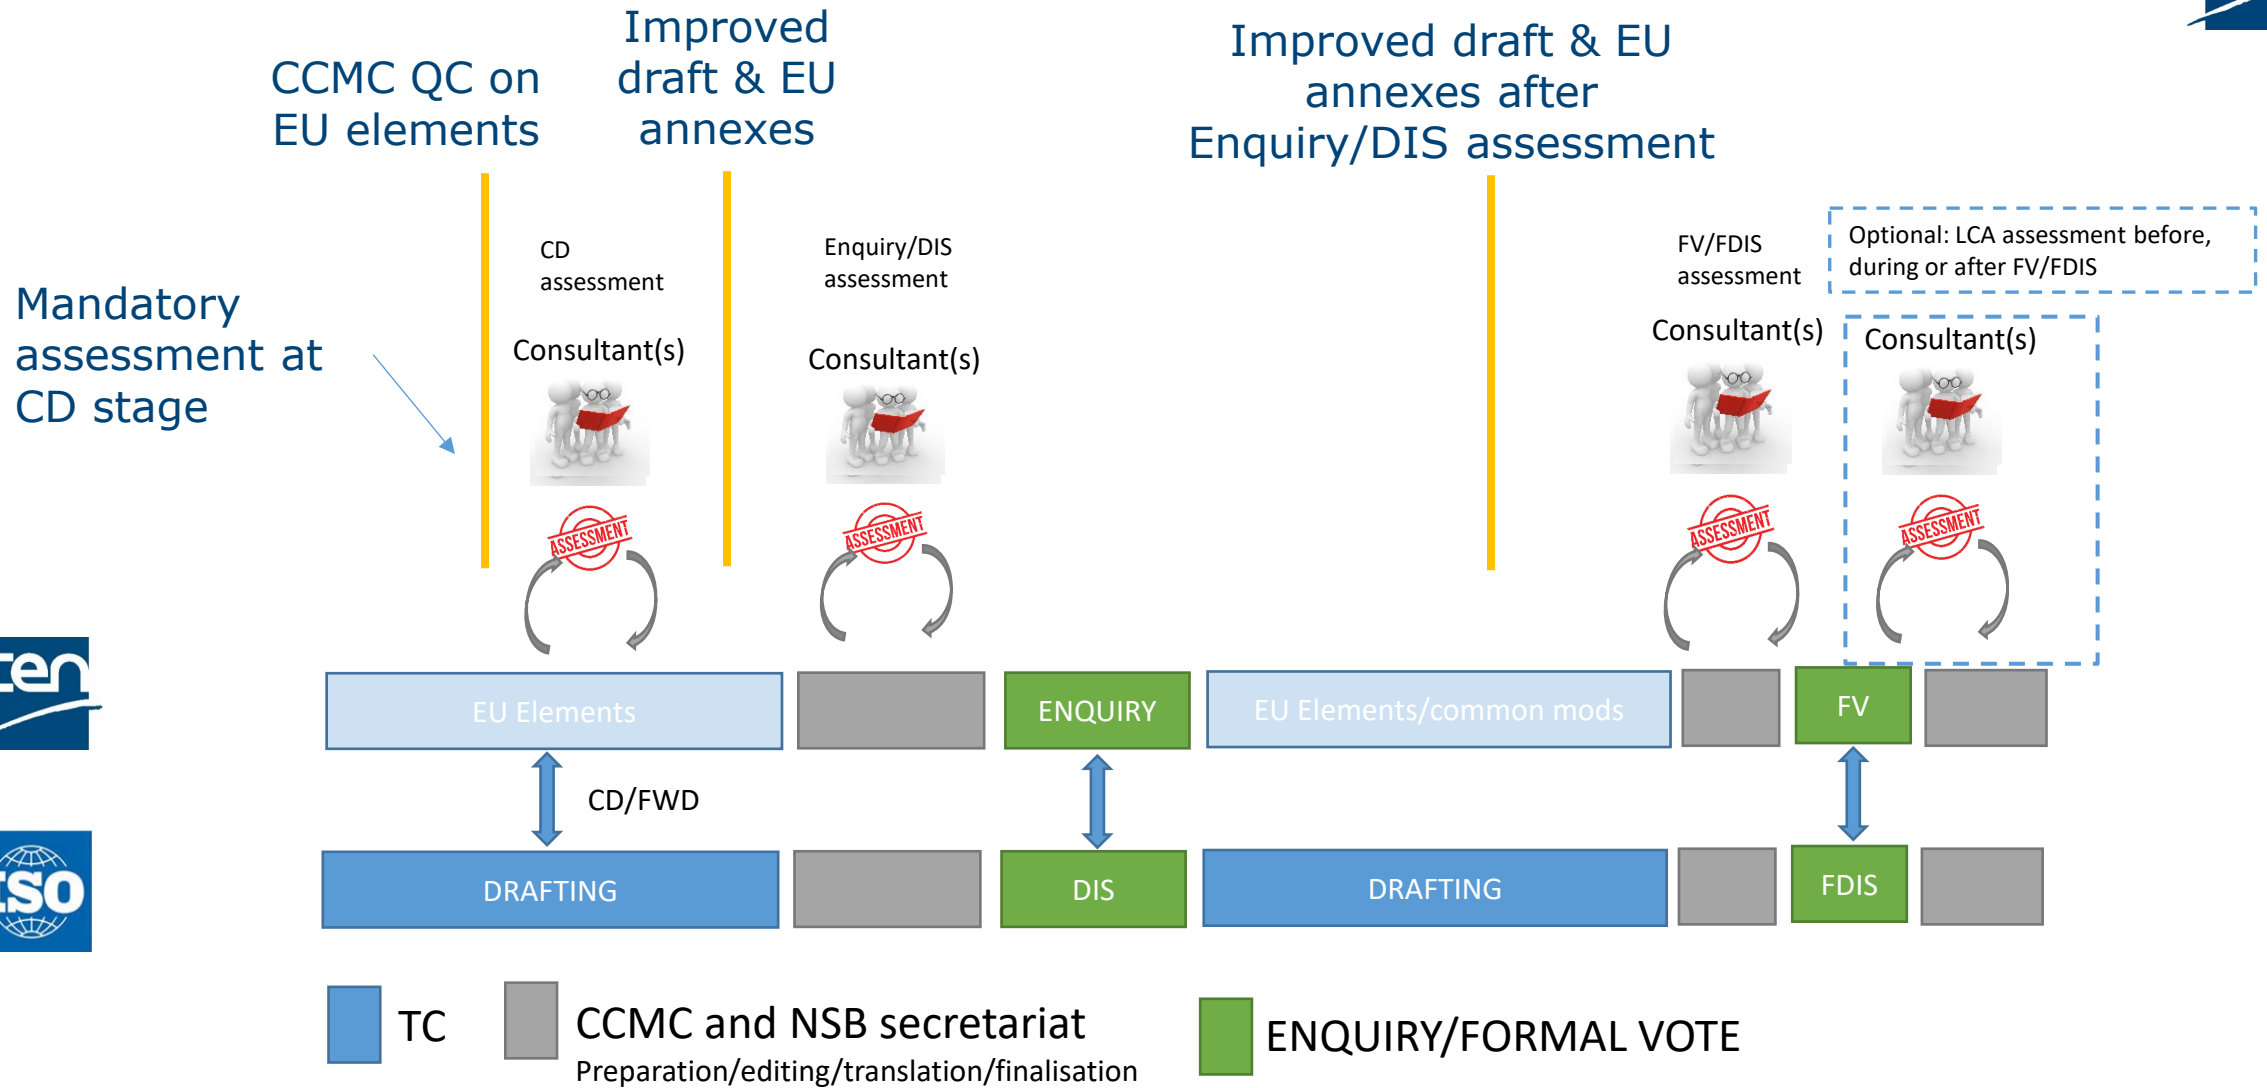 CCMC QC on
EU elements
Improved
draft & EU
annexes
Improved draft & EU
annexes after
Enquiry/DIS assessment
Mandatory
assessment at
CD stage
CD
assessment
Enquiry/DIS
assessment
FV/FDIS
assessment
Optional: LCA assessment before,
during or after FV/FDIS
Consultant(s)
Consultant(s)
Consultant(s)
Consultant(s)
ASSESSMENT
ASSESSMENT
ASSESSMENT
ASSESSMENT
cen
EU Elements
ENQUIRY
EU Elements/common mods
FV
CD/FWD
ISO
DRAFTING
DIS
DRAFTING
FDIS
TC
CCMC and NSB secretariat
Preparation/editing/translation/finalisation
ENQUIRY/FORMAL VOTE